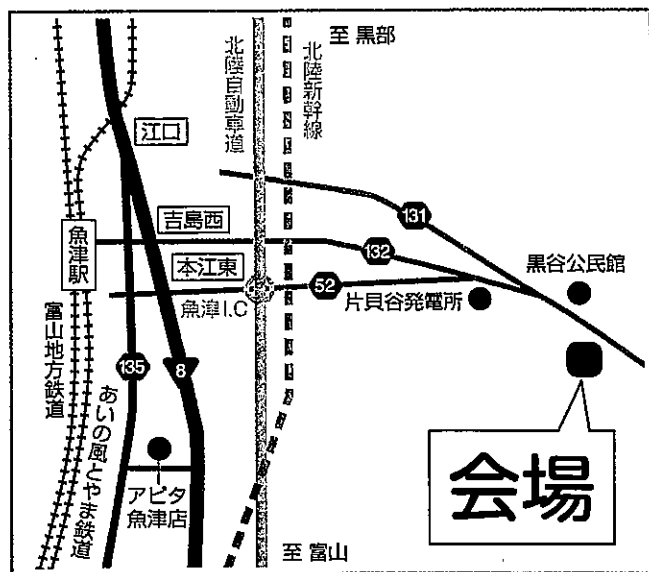 至 黒部
北陸自動車道
北陸新幹線
江口
131
吉島西
132
魚津駅
本江東
黒谷公民館
魚津I.C
52
片貝谷発電所
富山地方鉄道
135
8
あいの風とやま鉄道
アピタ
魚津店
会場
至 富山